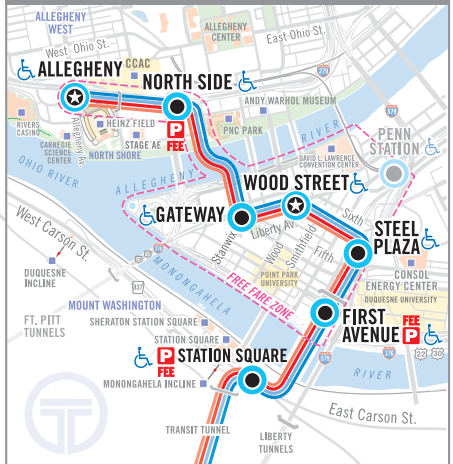 ALLEGHENY
WEST
ALLEGHENY
CENTER
East-Ohio St.
West-Ohio St.
279
CCAC
ALLEGHENY
NORTH SIDE
579
ANDY WARHOL MUSEUM
RIVERS
CASINO
Allegheny Av.
HEINZ FIELD
P
FEE
PNC PARK
RIVER
PENN
STATION
CARNEGIE
SCIENCE
CENTER
STAGE AE
NORTH SHORE
DAVID L. LAWRENCE
CONVENTION CENTER
OHIO RIVER
ALLEGHENY
WOOD STREET
West Carson St.
GATEWAY
Stanwix
Liberty Av.
Wood
Smithfield
Fifth
Sixth
STEEL
PLAZA
DUQUESNE
INCLINE
837
MONONGAHELA
POINT PARK
UNIVERSITY
FREE FARE ZONE
CONSOL
ENERGY CENTER
DUQUESNE UNIVERSITY
MOUNT WASHINGTON
FT. PITT
TUNNELS
SHERATON STATION SQUARE
STATION SQUARE
FIRST
AVENUE
FEE
P
376
22
30
P
FEE
STATION SQUARE
MONONGAHELA INCLINE
RIVER
East Carson St.
TRANSIT TUNNEL
LIBERTY
TUNNELS
T